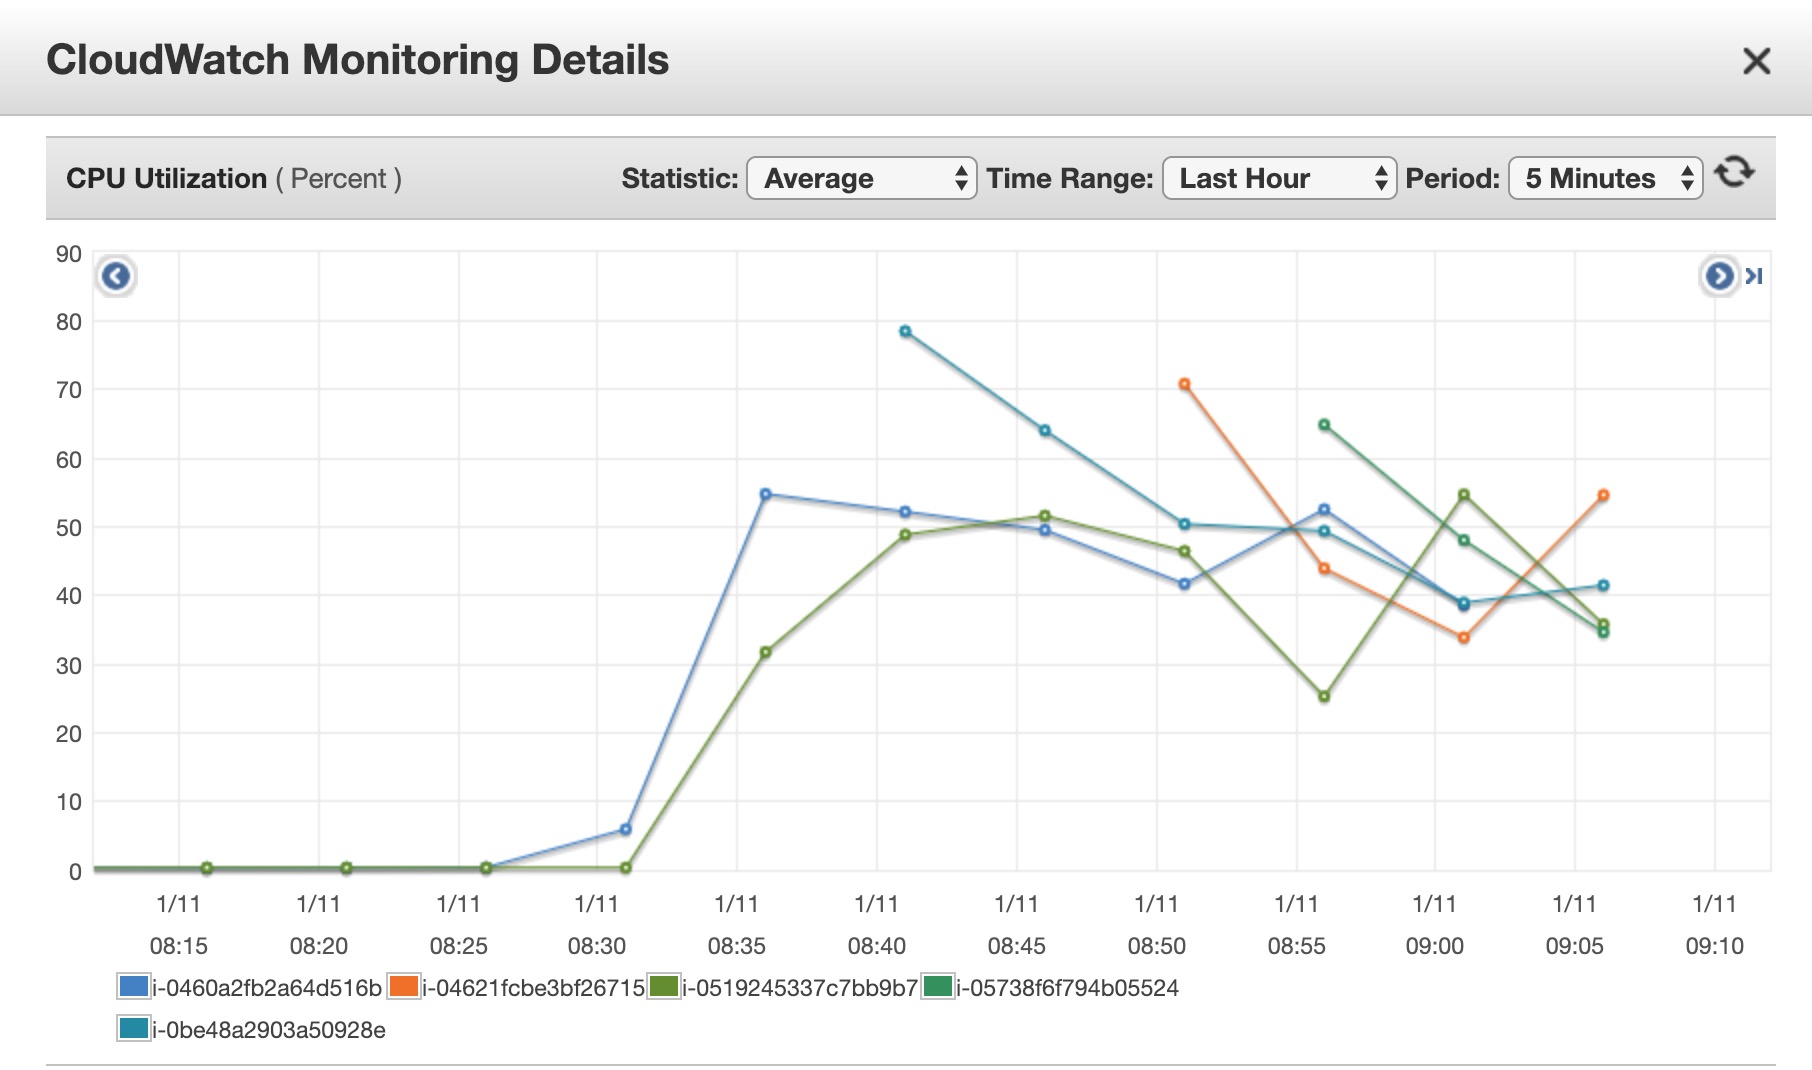 CloudWatch Monitoring Details
CPU Utilization ( Percent ) Statistic: Average Time Range: Last Hour Period: 5 Minutes
90
80
70
60
50
40
30
20
10
0
1/11 1/11 1/11 1/11 1/11 1/11 1/11 1/11 1/11 1/11 1/11 1/11
08:15 08:20 08:25 08:30 08:35 08:40 08:45 08:50 08:55 09:00 09:05 09:10
i-0460a2fb2a64d516b i-04621fcbe3bf26715 i-0519245337c7bb9b7 i-05738f6f794b05524
i-0be48a2903a50928e